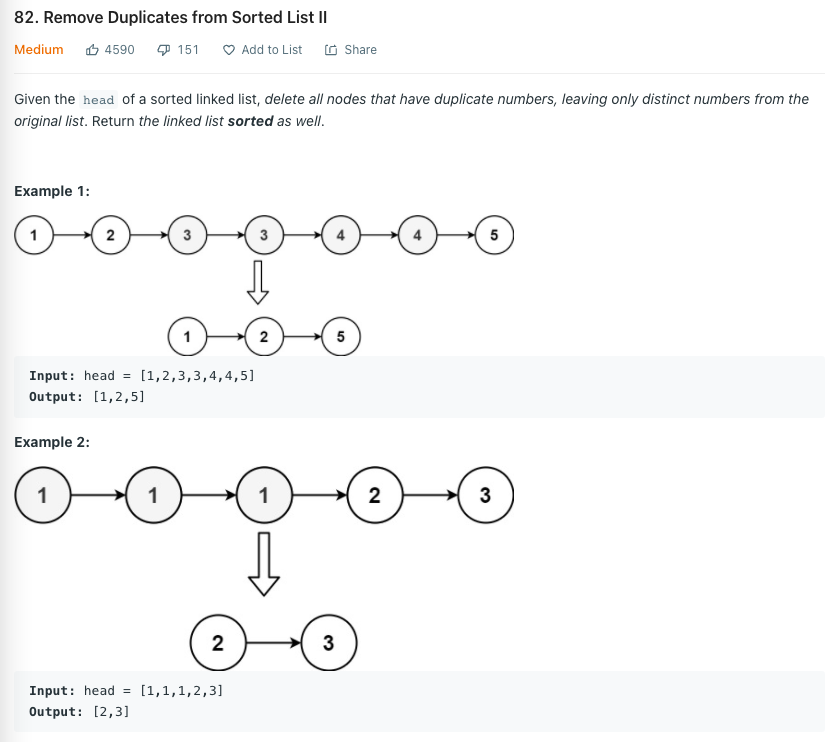 82. Remove Duplicates from Sorted List II
Medium 4590 151 Add to List Share
Given the head of a sorted linked list, delete all nodes that have duplicate numbers, leaving only distinct numbers from the
original list. Return the linked list sorted as well.
Example 1:
1 2 3 3 4 4 5
1 2 5
Input: head = [1,2,3,3,4,4,5]
Output: [1,2,5]
Example 2:
1 1 1 2 3
2 3
Input: head = [1,1,1,2,3]
Output: [2,3]